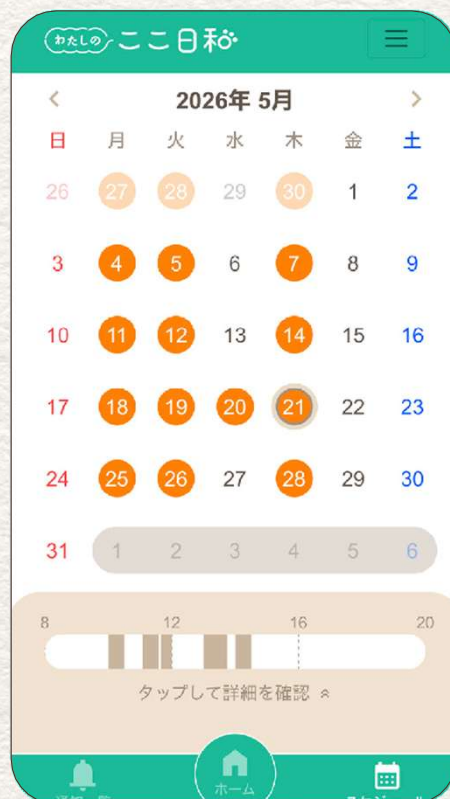 わたしの ここ日和
2026年 5月
日 月 火 水 木 金 土
26 27 28 29 30 1 2
3 4 5 6 7 8 9
10 11 12 13 14 15 16
17 18 19 20 21 22 23
24 25 26 27 28 29 30
31 1 2 3 4 5 6
8 12 16 20
タップして詳細を確認
ホーム